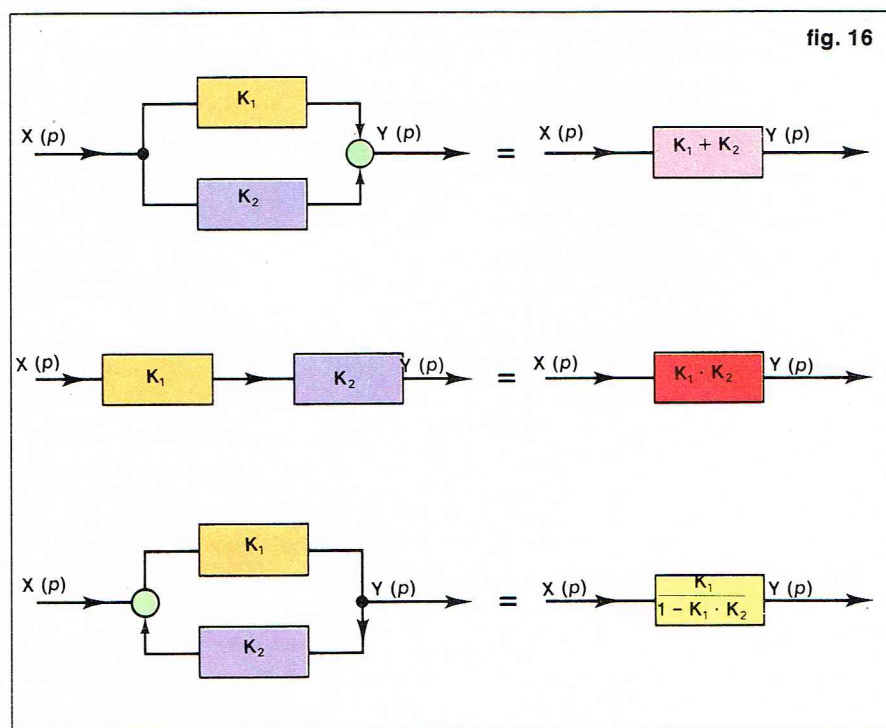 fig. 16
K₁
X (p) Y (p) = X (p) K₁ + K₂ Y (p)
K₂
X (p) K₁ K₂ Y (p) = X (p) K₁ · K₂ Y (p)
K₁
X (p) Y (p) = X (p) K₁ Y (p)
1 − K₁ · K₂
K₂